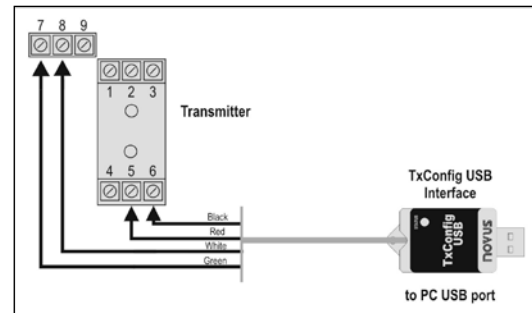 7 8 9
1 2 3
Transmitter
4 5 6
Black
Red
White
Green
TxConfig USB
Interface
TxConfig
USB
novus
to PC USB port